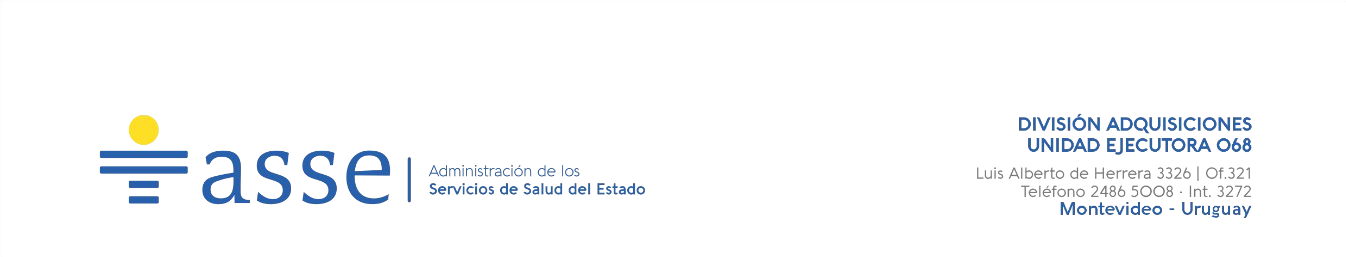 asse
Administración de los
Servicios de Salud del Estado
DIVISIÓN ADQUISICIONES
UNIDAD EJECUTORA 068
Luis Alberto de Herrera 3326 | Of.321
Teléfono 2486 5008 · Int. 3272
Montevideo - Uruguay